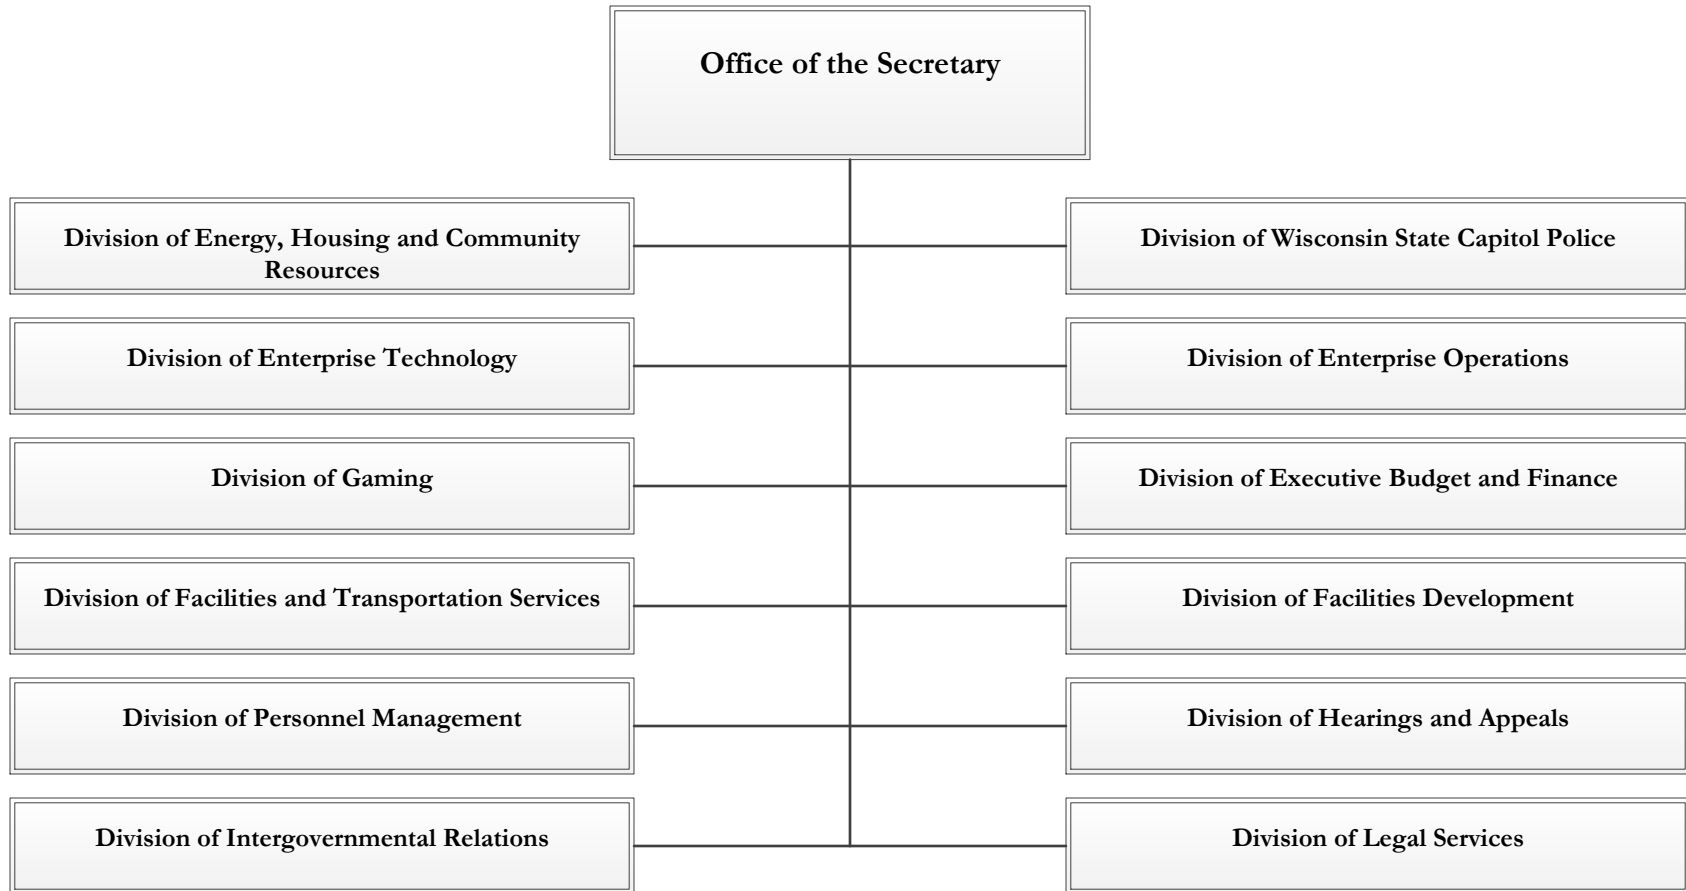 Office of the Secretary
Division of Energy, Housing and Community
Resources
Division of Wisconsin State Capitol Police
Division of Enterprise Technology
Division of Enterprise Operations
Division of Gaming
Division of Executive Budget and Finance
Division of Facilities and Transportation Services
Division of Facilities Development
Division of Personnel Management
Division of Hearings and Appeals
Division of Intergovernmental Relations
Division of Legal Services